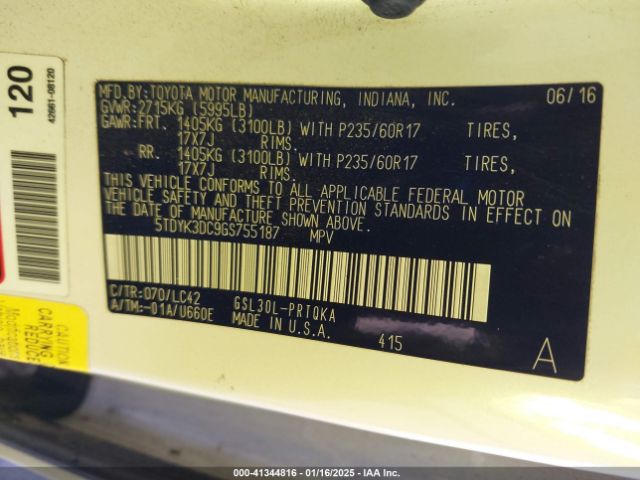 120
42661-08120
MFD.BY:TOYOTA MOTOR MANUFACTURING, INDIANA, INC. 06/16
GVWR:2715KG (5995LB)
GAWR:FRT. 1405KG (3100LB) WITH P235/60R17 TIRES,
17X7J RIMS.
RR. 1405KG (3100LB) WITH P235/60R17 TIRES,
17X7J RIMS.
THIS VEHICLE CONFORMS TO ALL APPLICABLE FEDERAL MOTOR
VEHICLE SAFETY AND THEFT PREVENTION STANDARDS IN EFFECT ON
THE DATE OF MANUFACTURE SHOWN ABOVE.
5TDYK3DC9GS755187 MPV
C/TR:070/LC42 GSL30L-PRTQKA
A/TM:-01A/U660E MADE IN U.S.A.
415
A
CAUTION
Modifications
CARRYING
REDUCE
000-41344816 - 01/16/2025 - IAA Inc.